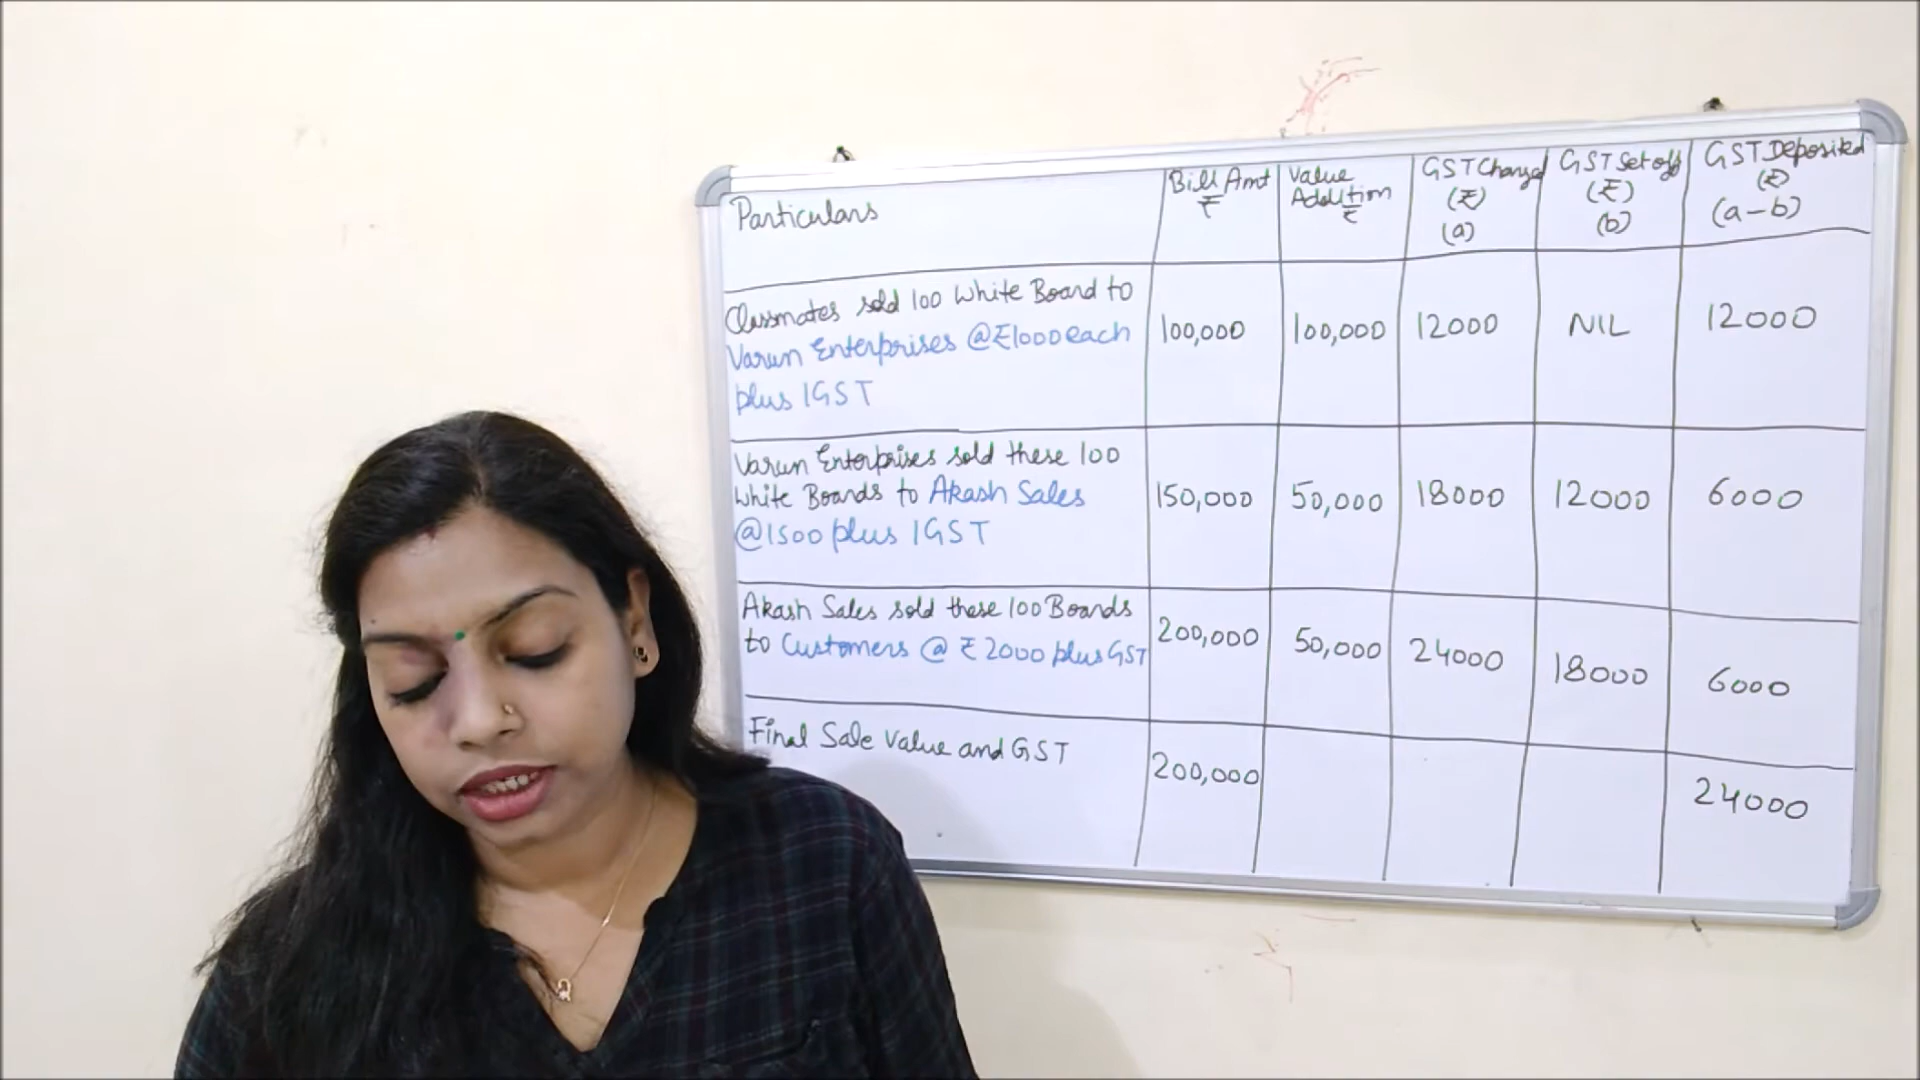 Particulars
Bill Amt
₹
Value
Addition
₹
GST Charged
(₹)
(a)
GST Set off
(₹)
(b)
GST Deposited
(₹)
(a-b)
Classmates sold 100 White Board to
Varun Enterprises @₹1000 each
plus IGST
100,000
100,000
12000
NIL
12000
Varun Enterprises sold these 100
White Boards to Akash Sales
@1500 plus IGST
150,000
50,000
18000
12000
6000
Akash Sales sold these 100 Boards
to Customers @ ₹2000 plus GST
200,000
50,000
24000
18000
6000
Final Sale Value and GST
200,000
24000